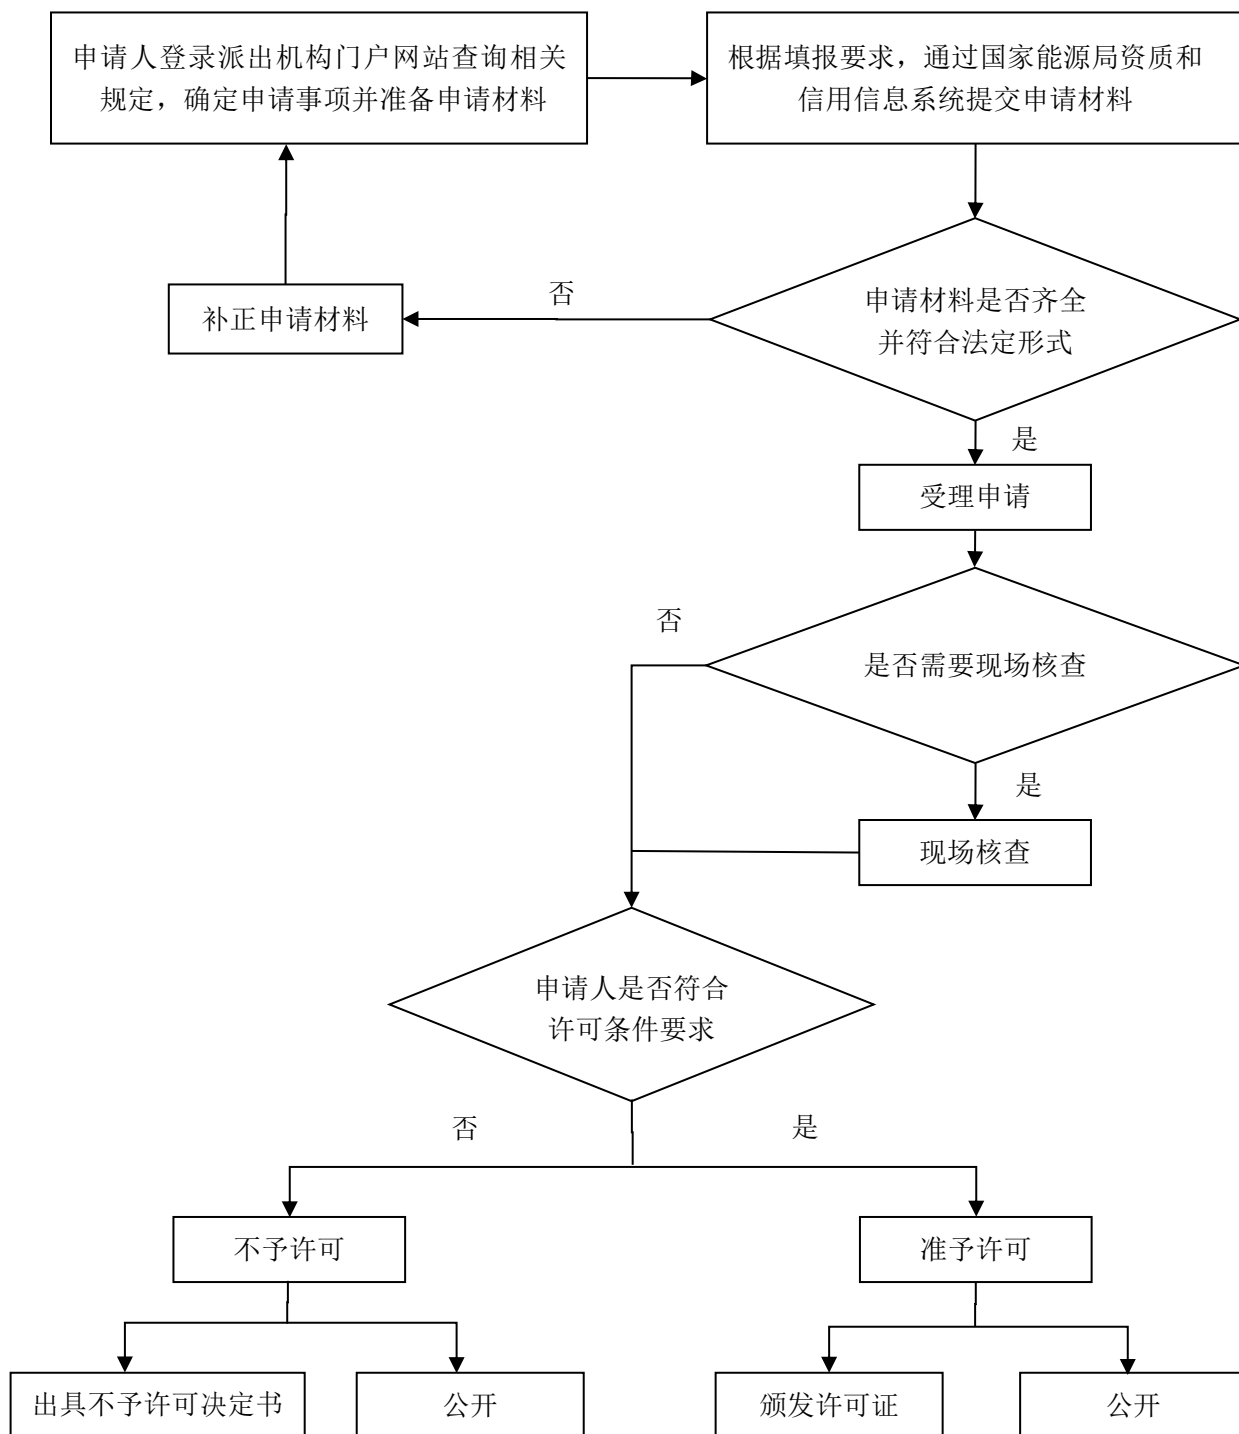 申请人登录派出机构门户网站查询相关
规定，确定申请事项并准备申请材料
根据填报要求，通过国家能源局资质和
信用信息系统提交申请材料
否
补正申请材料
申请材料是否齐全
并符合法定形式
是
受理申请
否
是否需要现场核查
是
现场核查
申请人是否符合
许可条件要求
否
是
不予许可
准予许可
出具不予许可决定书
公开
颁发许可证
公开